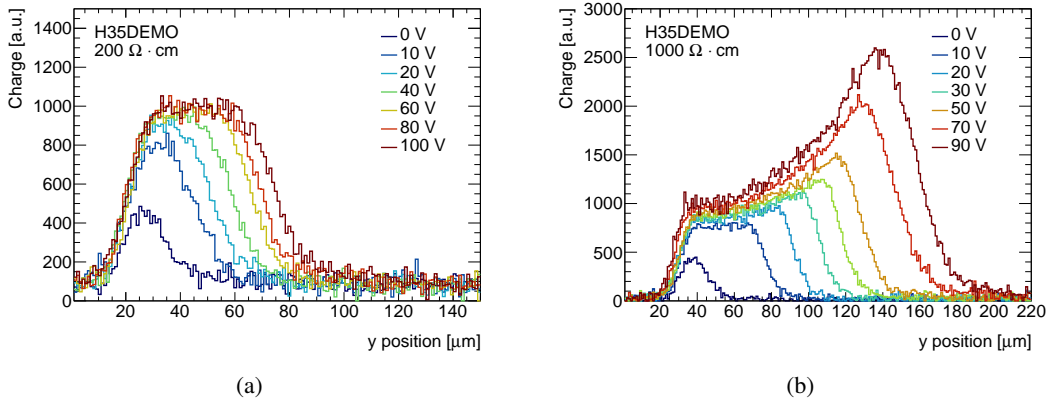 H35DEMO
200 Ω · cm
0 V
10 V
20 V
40 V
60 V
80 V
100 V
Charge [a.u.]
1400
1200
1000
800
600
400
200
0
0 20 40 60 80 100 120 140
y position [μm]
(a)
H35DEMO
1000 Ω · cm
0 V
10 V
20 V
30 V
50 V
70 V
90 V
Charge [a.u.]
3000
2500
2000
1500
1000
500
0
20 40 60 80 100 120 140 160 180 200 220
y position [μm]
(b)